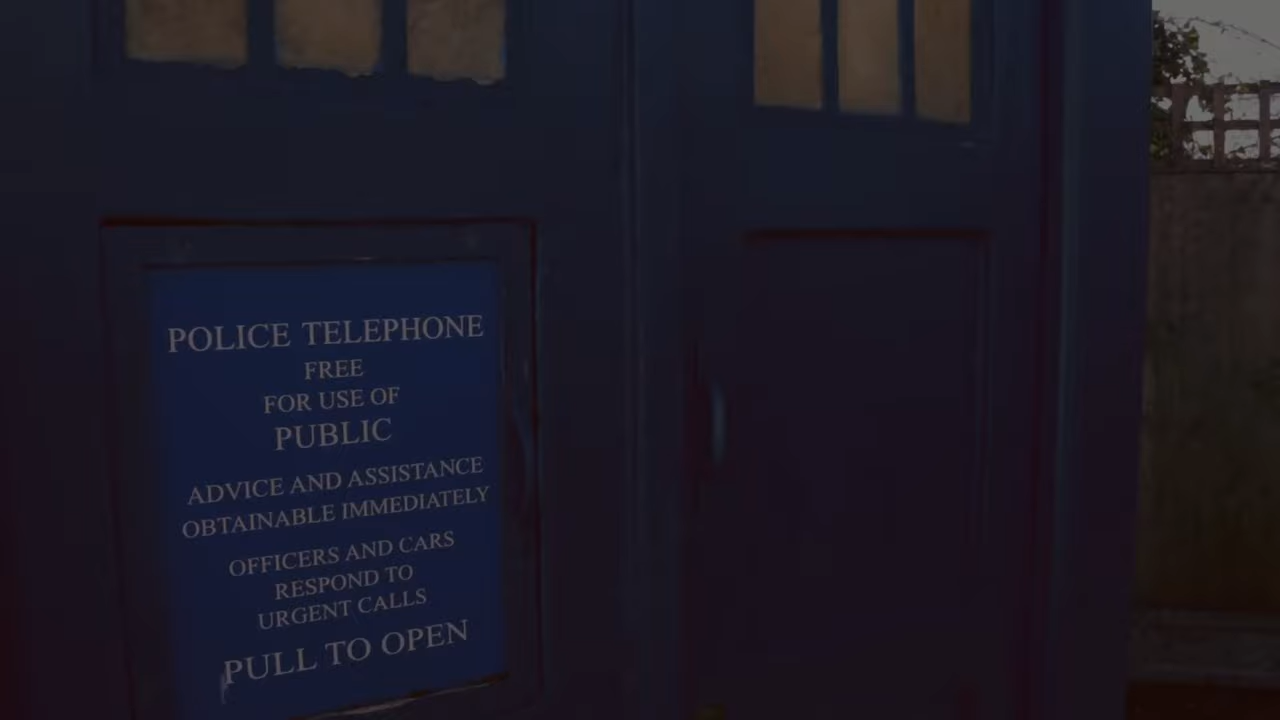 POLICE TELEPHONE
FREE
FOR USE OF
PUBLIC
ADVICE AND ASSISTANCE
OBTAINABLE IMMEDIATELY
OFFICERS AND CARS
RESPOND TO
URGENT CALLS
PULL TO OPEN